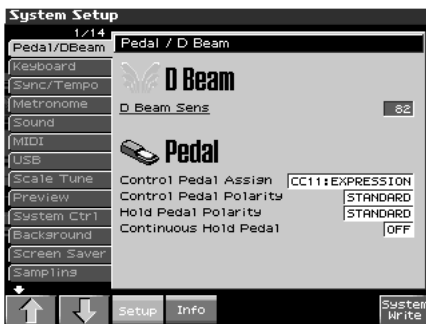 System Setup
1/14
Pedal/DBeam
Keyboard
Sync/Tempo
Metronome
Sound
MIDI
USB
Scale Tune
Preview
System Ctrl
Background
Screen Saver
Sampling
Pedal / D Beam
D Beam
D Beam Sens 82
Pedal
Control Pedal Assign CC11:EXPRESSION
Control Pedal Polarity STANDARD
Hold Pedal Polarity STANDARD
Continuous Hold Pedal OFF
Setup Info System Write